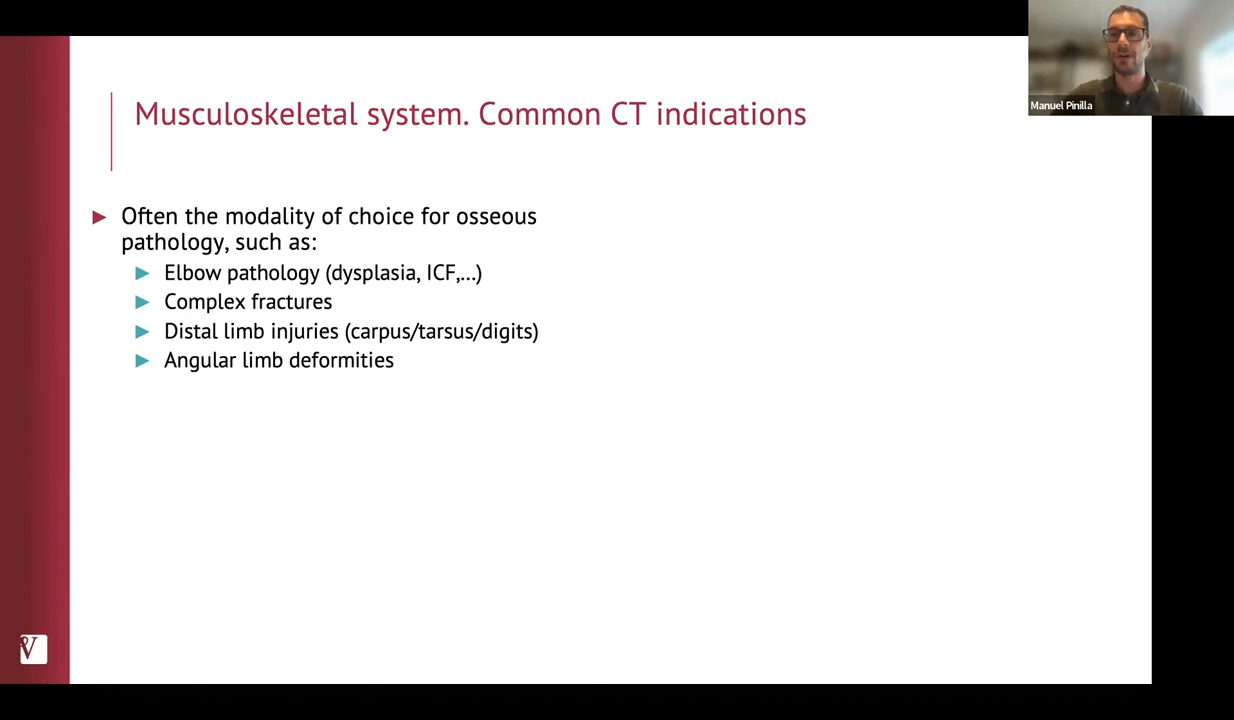 Manuel Pinilla
Musculoskeletal system. Common CT indications
► Often the modality of choice for osseous
pathology, such as:
► Elbow pathology (dysplasia, ICF,...)
► Complex fractures
► Distal limb injuries (carpus/tarsus/digits)
► Angular limb deformities